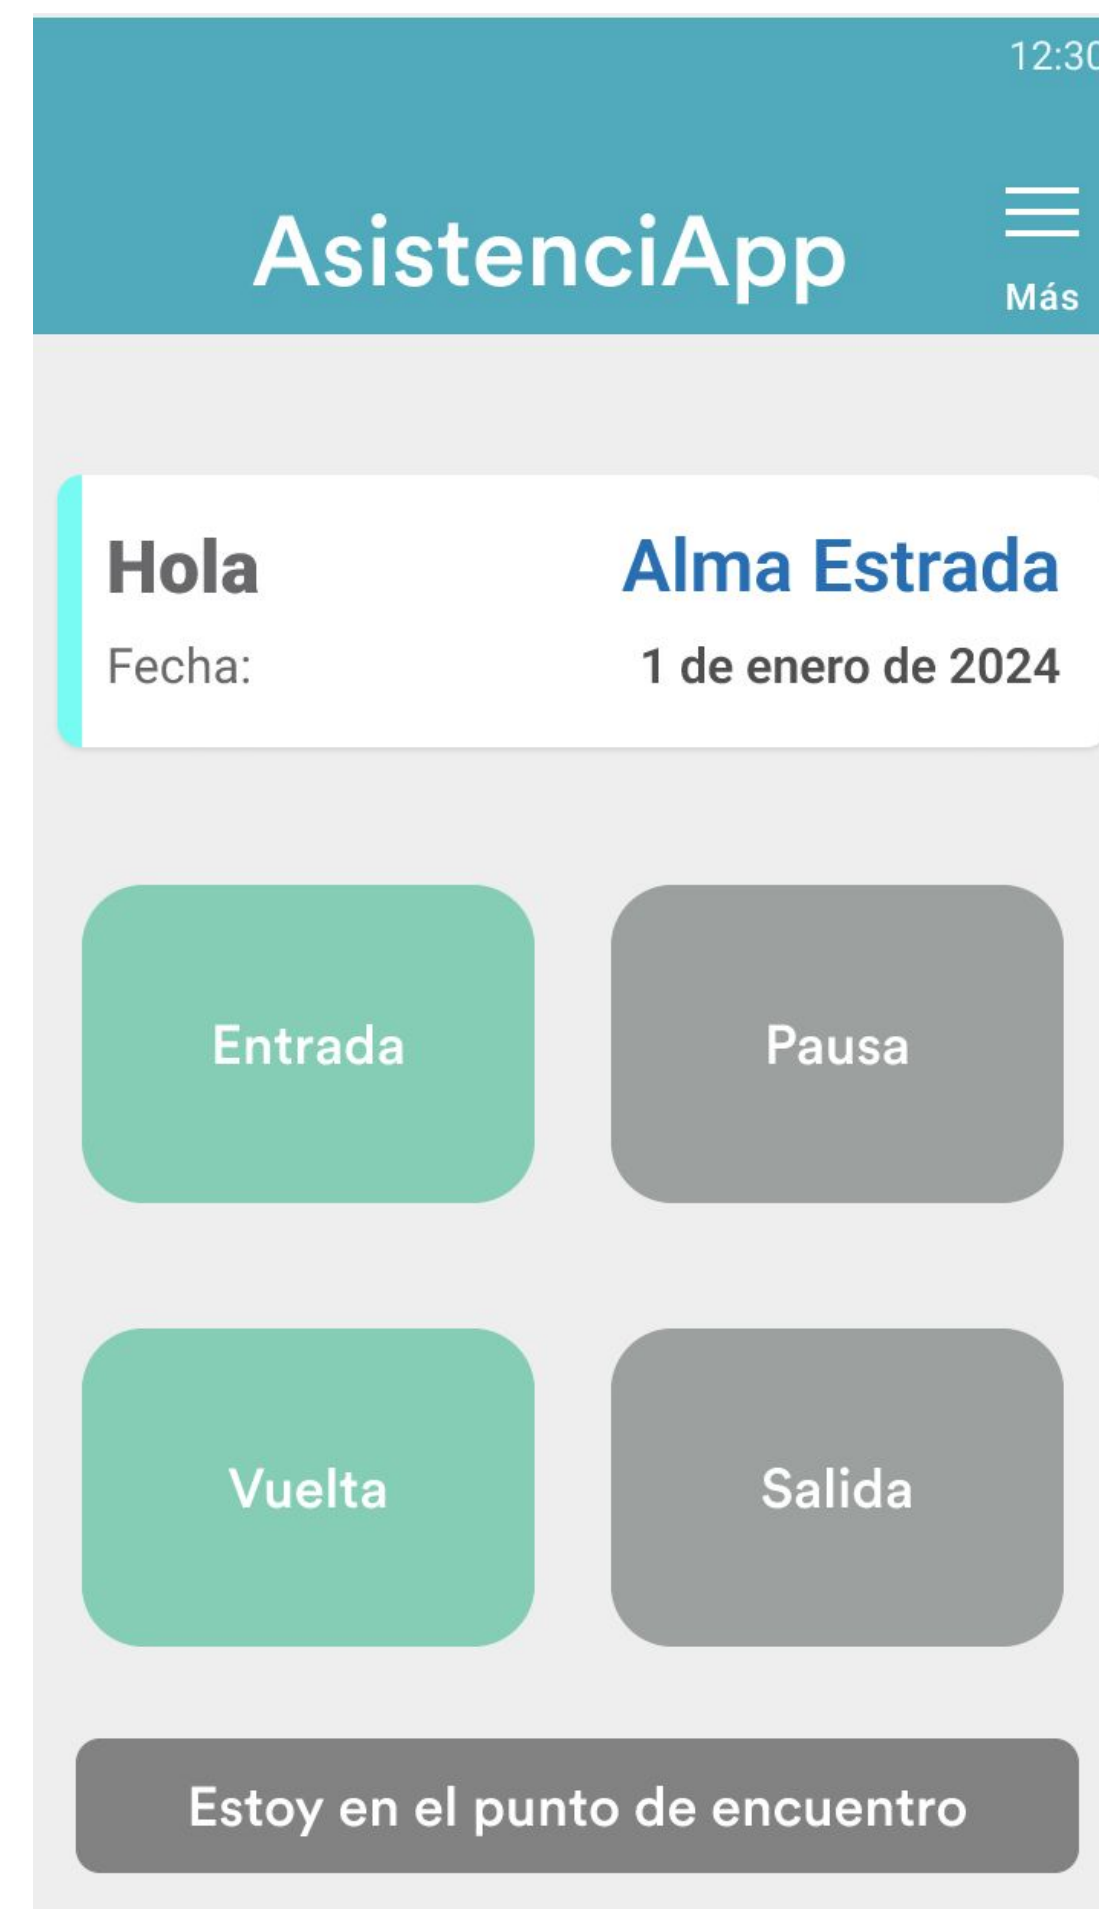 12:30
AsistenciApp
Más
Hola Alma Estrada
Fecha: 1 de enero de 2024
Entrada Pausa
Vuelta Salida
Estoy en el punto de encuentro